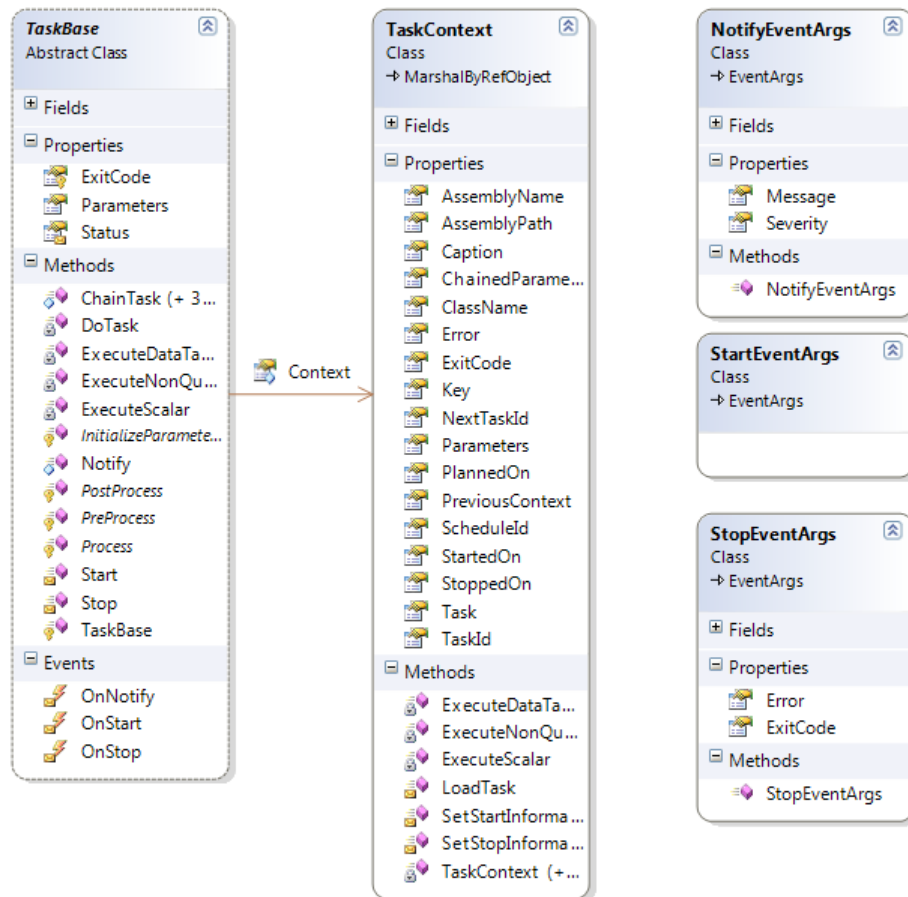 TaskBase
Abstract Class
Fields
Properties
ExitCode
Parameters
Status
Methods
ChainTask (+ 3...
DoTask
ExecuteDataTa...
ExecuteNonQu...
ExecuteScalar
InitializeParamete...
Notify
PostProcess
PreProcess
Process
Start
Stop
TaskBase
Events
OnNotify
OnStart
OnStop
Context
TaskContext
Class
MarshalByRefObject
Fields
Properties
AssemblyName
AssemblyPath
Caption
ChainedParame...
ClassName
Error
ExitCode
Key
NextTaskId
Parameters
PlannedOn
PreviousContext
ScheduleId
StartedOn
StoppedOn
Task
TaskId
Methods
ExecuteDataTa...
ExecuteNonQu...
ExecuteScalar
LoadTask
SetStartInforma...
SetStopInforma...
TaskContext (+...
NotifyEventArgs
Class
EventArgs
Fields
Properties
Message
Severity
Methods
NotifyEventArgs
StartEventArgs
Class
EventArgs
StopEventArgs
Class
EventArgs
Fields
Properties
Error
ExitCode
Methods
StopEventArgs